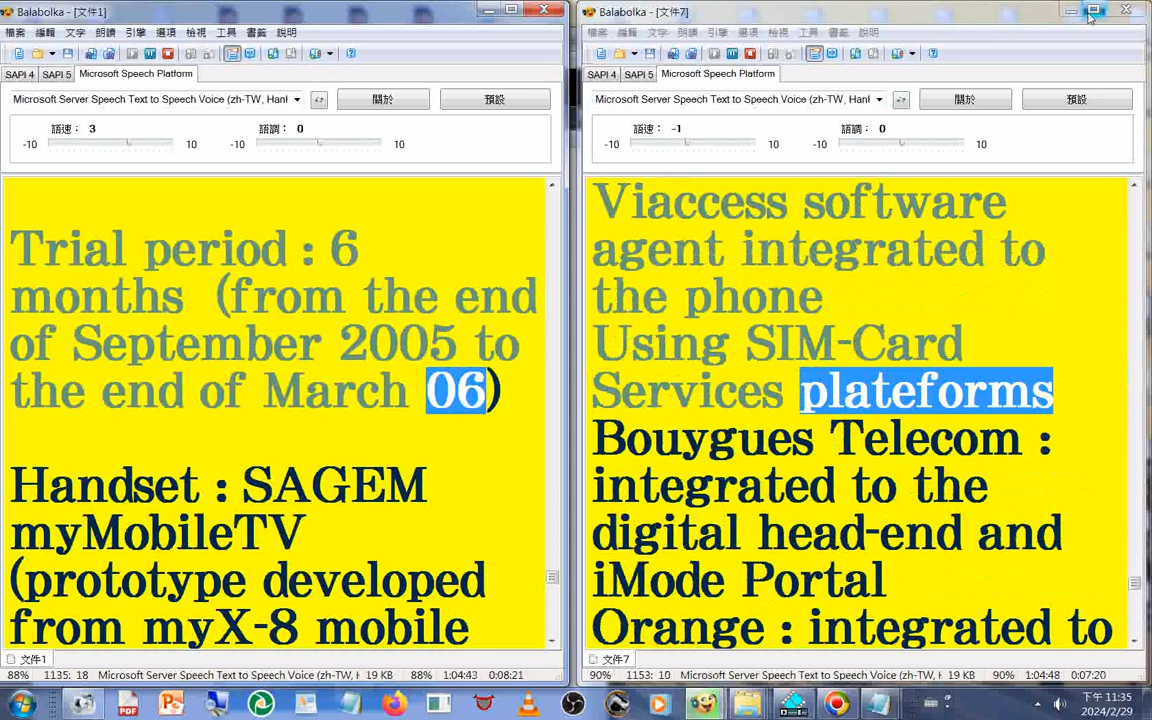 Balabolka - [文件1]
檔案 編輯 文字 朗讀 引擎 選項 檢視 工具 書籤 說明
SAPI 4 SAPI 5 Microsoft Speech Platform
Microsoft Server Speech Text to Speech Voice (zh-TW, Hanl
關於
預設
語速： 3
語調： 0
-10 10 -10 10
Trial period : 6
months (from the end
of September 2005 to
the end of March 06)
Handset : SAGEM
myMobileTV
(prototype developed
from myX-8 mobile
文件1
88% 1135: 18 Microsoft Server Speech Text to Speech Voice (zh-TW, 19 KB 88% 1:04:43 0:08:21
Balabolka - [文件7]
檔案 編輯 文字 朗讀 引擎 選項 檢視 工具 書籤 說明
SAPI 4 SAPI 5 Microsoft Speech Platform
Microsoft Server Speech Text to Speech Voice (zh-TW, Hanl
關於
預設
語速： -1
語調： 0
-10 10 -10 10
Viaccess software
agent integrated to
the phone
Using SIM-Card
Services plateforms
Bouygues Telecom :
integrated to the
digital head-end and
iMode Portal
Orange : integrated to
文件7
90% 1153: 10 Microsoft Server Speech Text to Speech Voice (zh-TW, 19 KB 90% 1:04:48 0:07:20
下午 11:35
2024/2/29